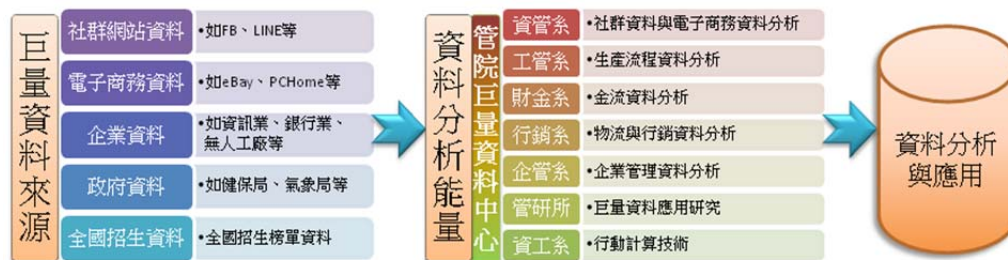 巨量資料來源
社群網站資料
•如FB、LINE等
電子商務資料
•如eBay、PCHome等
企業資料
•如資訊業、銀行業、
無人工廠等
政府資料
•如健保局、氣象局等
全國招生資料
•全國招生榜單資料
資料分析能量
管院巨量資料中心
資管系
•社群資料與電子商務資料分析
工管系
•生產流程資料分析
財金系
•金流資料分析
行銷系
•物流與行銷資料分析
企管系
•企業管理資料分析
管研所
•巨量資料應用研究
資工系
•行動計算技術
資料分析
與應用